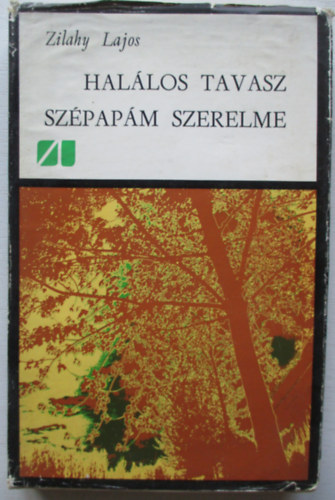 Zilahy Lajos
HALÁLOS TAVASZ
SZÉPAPÁM SZERELME